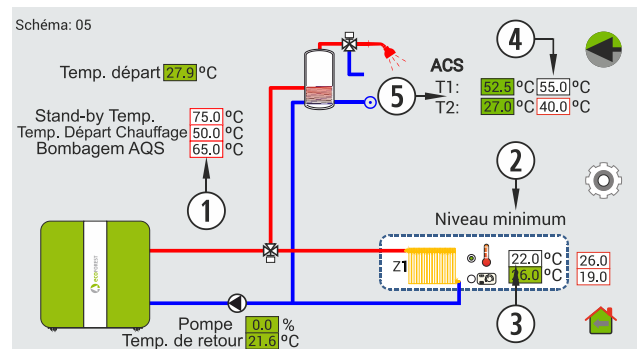 Schéma: 05
4
Temp. départ 27.9 ºC
ACS
T1: 52.5 ºC 55.0 ºC
5
T2: 27.0 ºC 40.0 ºC
Stand-by Temp. 75.0 ºC
Temp. Départ Chauffage 50.0 ºC
Bombagem AQS 65.0 ºC
2
1
Niveau minimum
Z1
22.0 ºC 26.0
26.0 ºC 19.0
ECOFOREST
3
Pompe 0.0 %
Temp. de retour 21.6 ºC